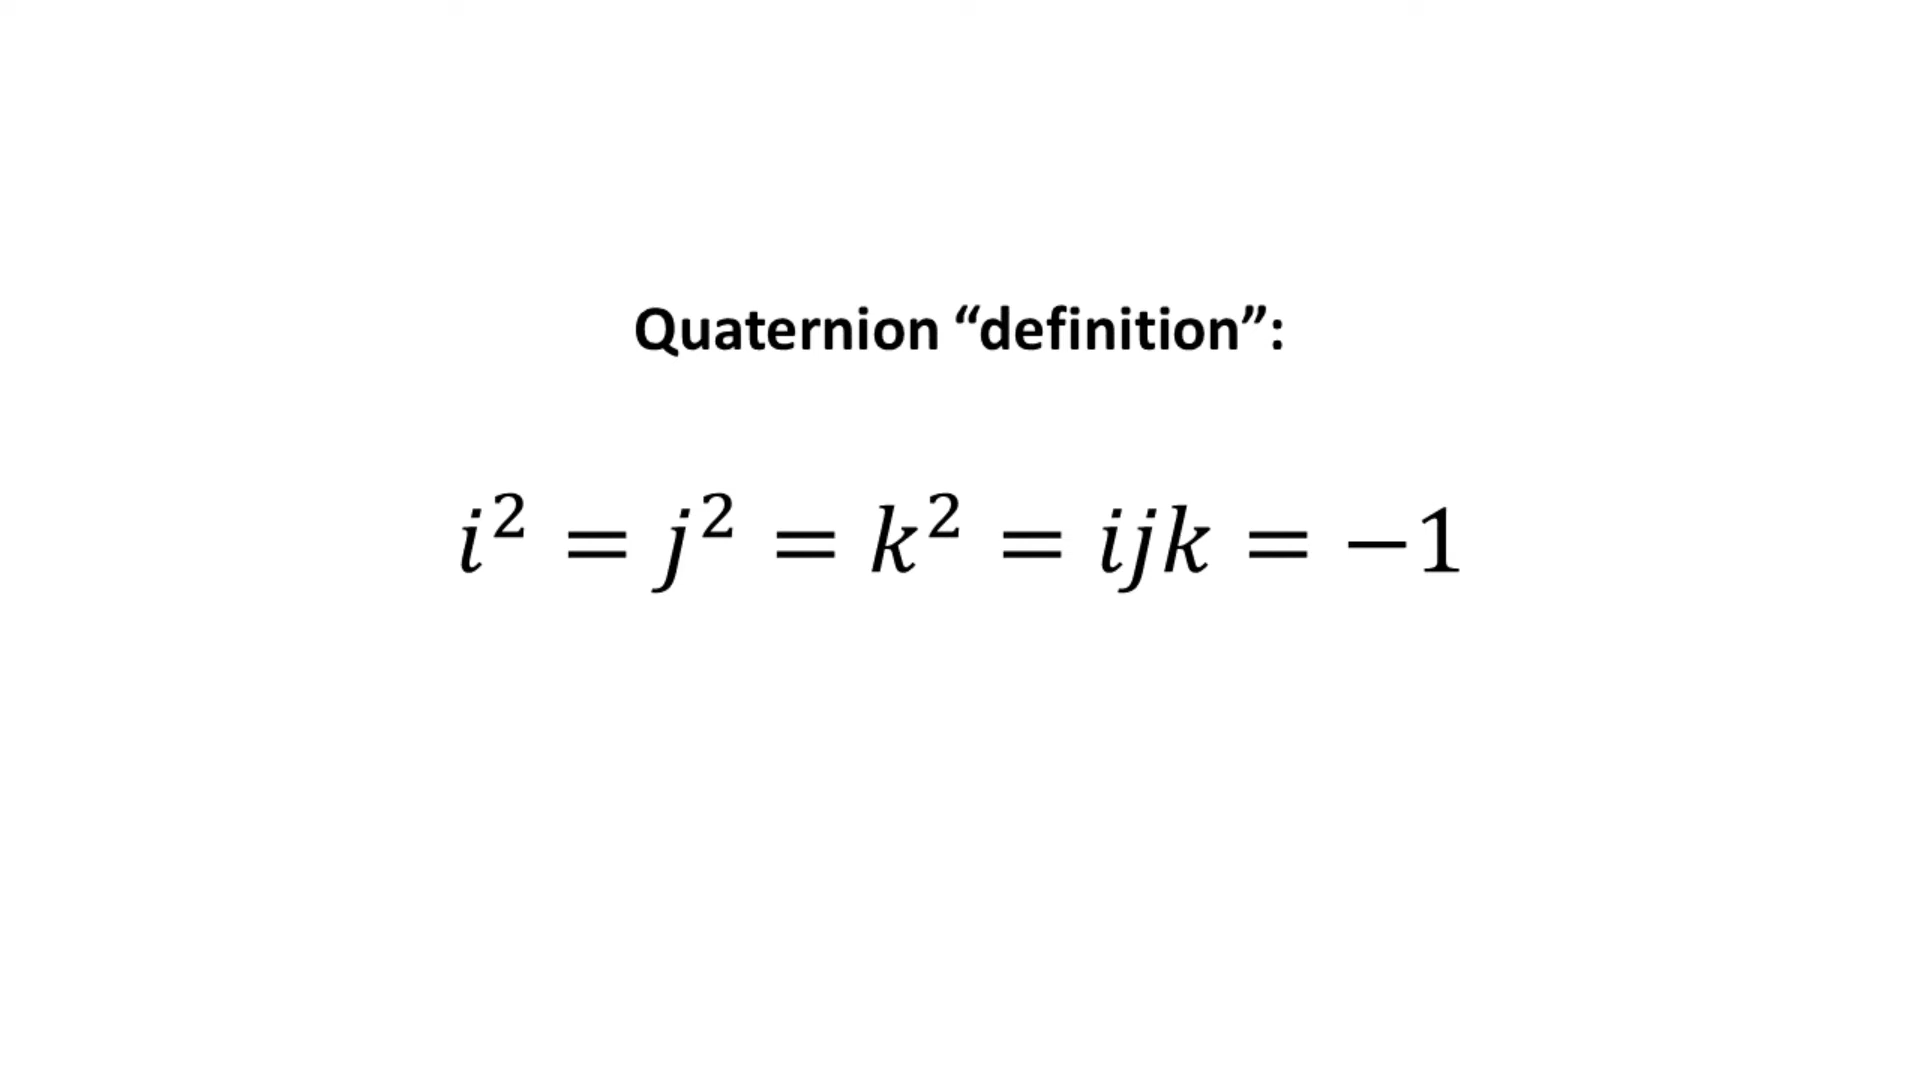 Quaternion “definition”:
i² = j² = k² = ijk = −1